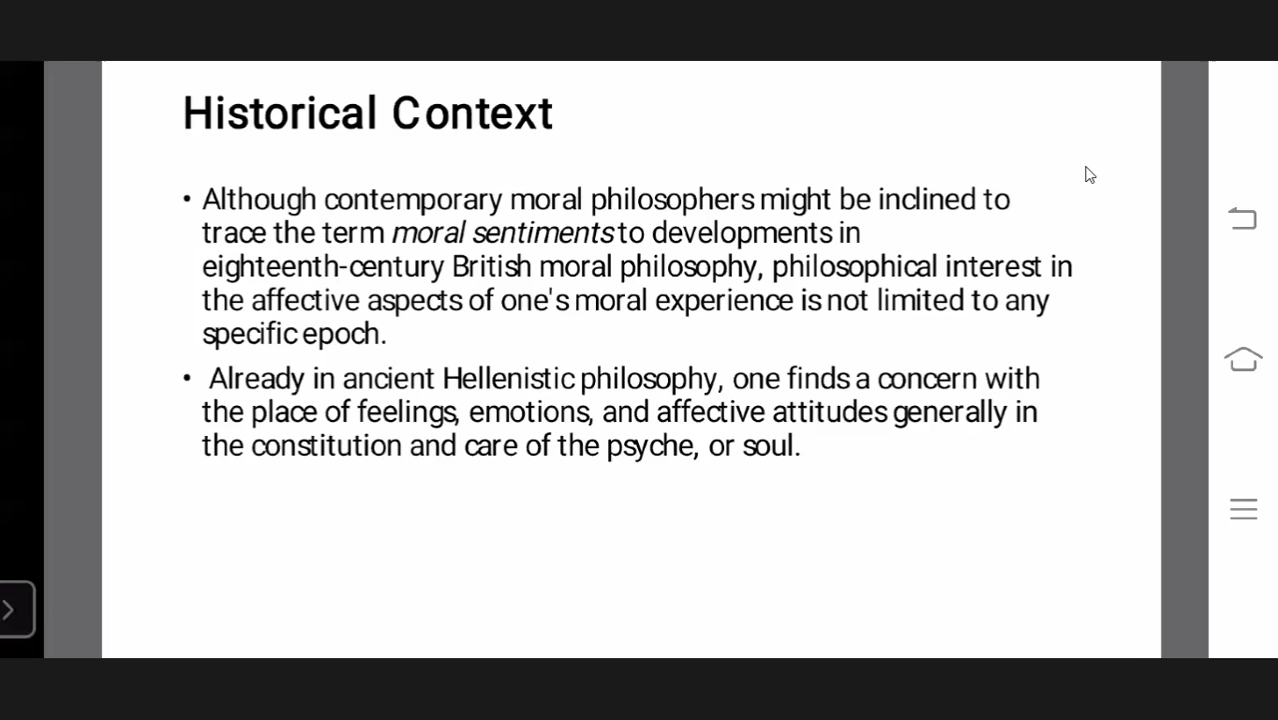 Historical Context
• Although contemporary moral philosophers might be inclined to
trace the term moral sentiments to developments in
eighteenth-century British moral philosophy, philosophical interest in
the affective aspects of one's moral experience is not limited to any
specific epoch.
• Already in ancient Hellenistic philosophy, one finds a concern with
the place of feelings, emotions, and affective attitudes generally in
the constitution and care of the psyche, or soul.